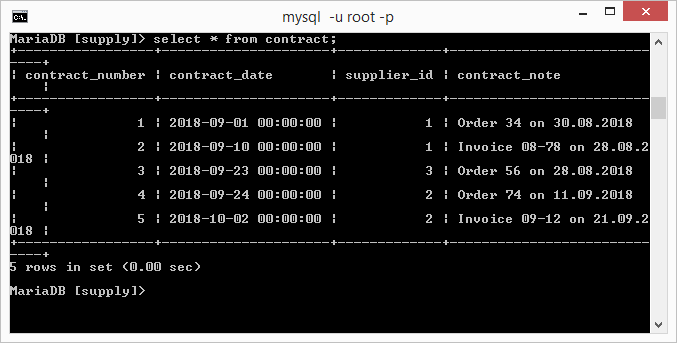 mysql -u root -p
MariaDB [supply]> select * from contract;
+-----------------+---------------------+-------------+-------------------------
----+
¦ contract_number ¦ contract_date       ¦ supplier_id ¦ contract_note
    ¦
+-----------------+---------------------+-------------+-------------------------
----+
¦               1 ¦ 2018-09-01 00:00:00 ¦           1 ¦ Order 34 on 30.08.2018
    ¦
¦               2 ¦ 2018-09-10 00:00:00 ¦           1 ¦ Invoice 08-78 on 28.08.2
018 ¦
¦               3 ¦ 2018-09-23 00:00:00 ¦           3 ¦ Order 56 on 28.08.2018
    ¦
¦               4 ¦ 2018-09-24 00:00:00 ¦           2 ¦ Order 74 on 11.09.2018
    ¦
¦               5 ¦ 2018-10-02 00:00:00 ¦           2 ¦ Invoice 09-12 on 21.09.2
018 ¦
+-----------------+---------------------+-------------+-------------------------
----+
5 rows in set (0.00 sec)
MariaDB [supply]>